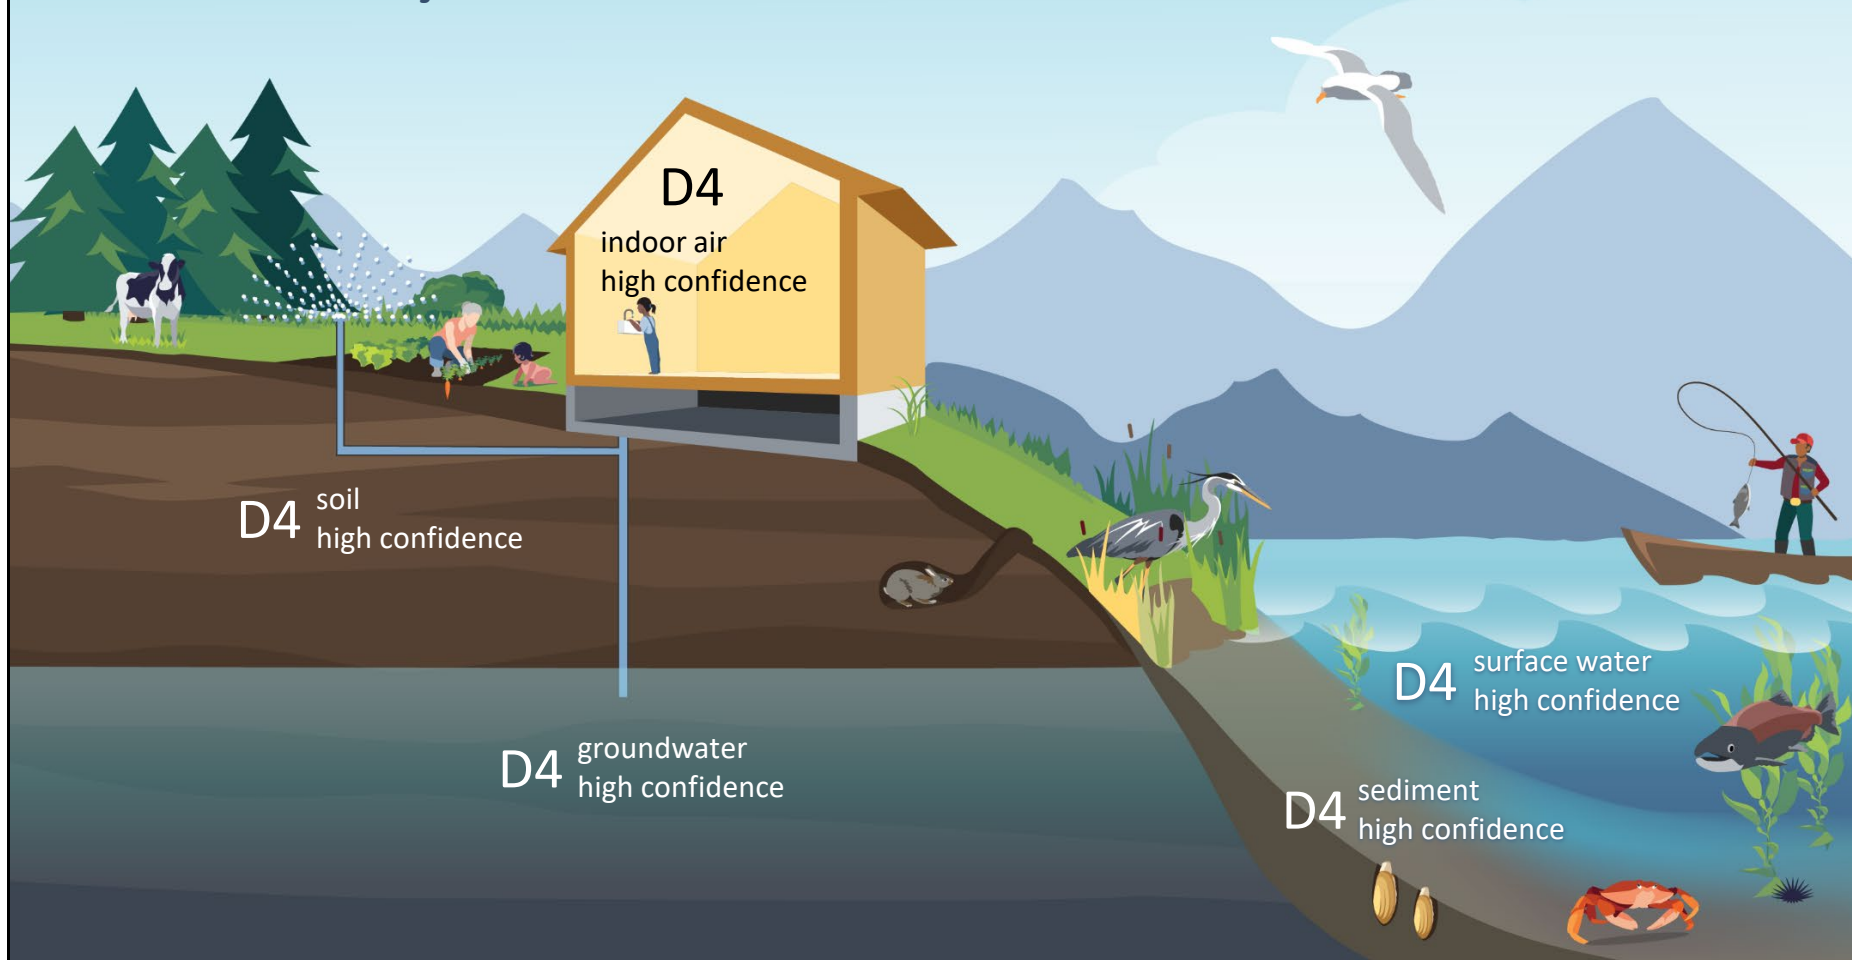 D4
indoor air
high confidence
D4
soil
high confidence
D4
surface water
high confidence
D4
groundwater
high confidence
D4
sediment
high confidence